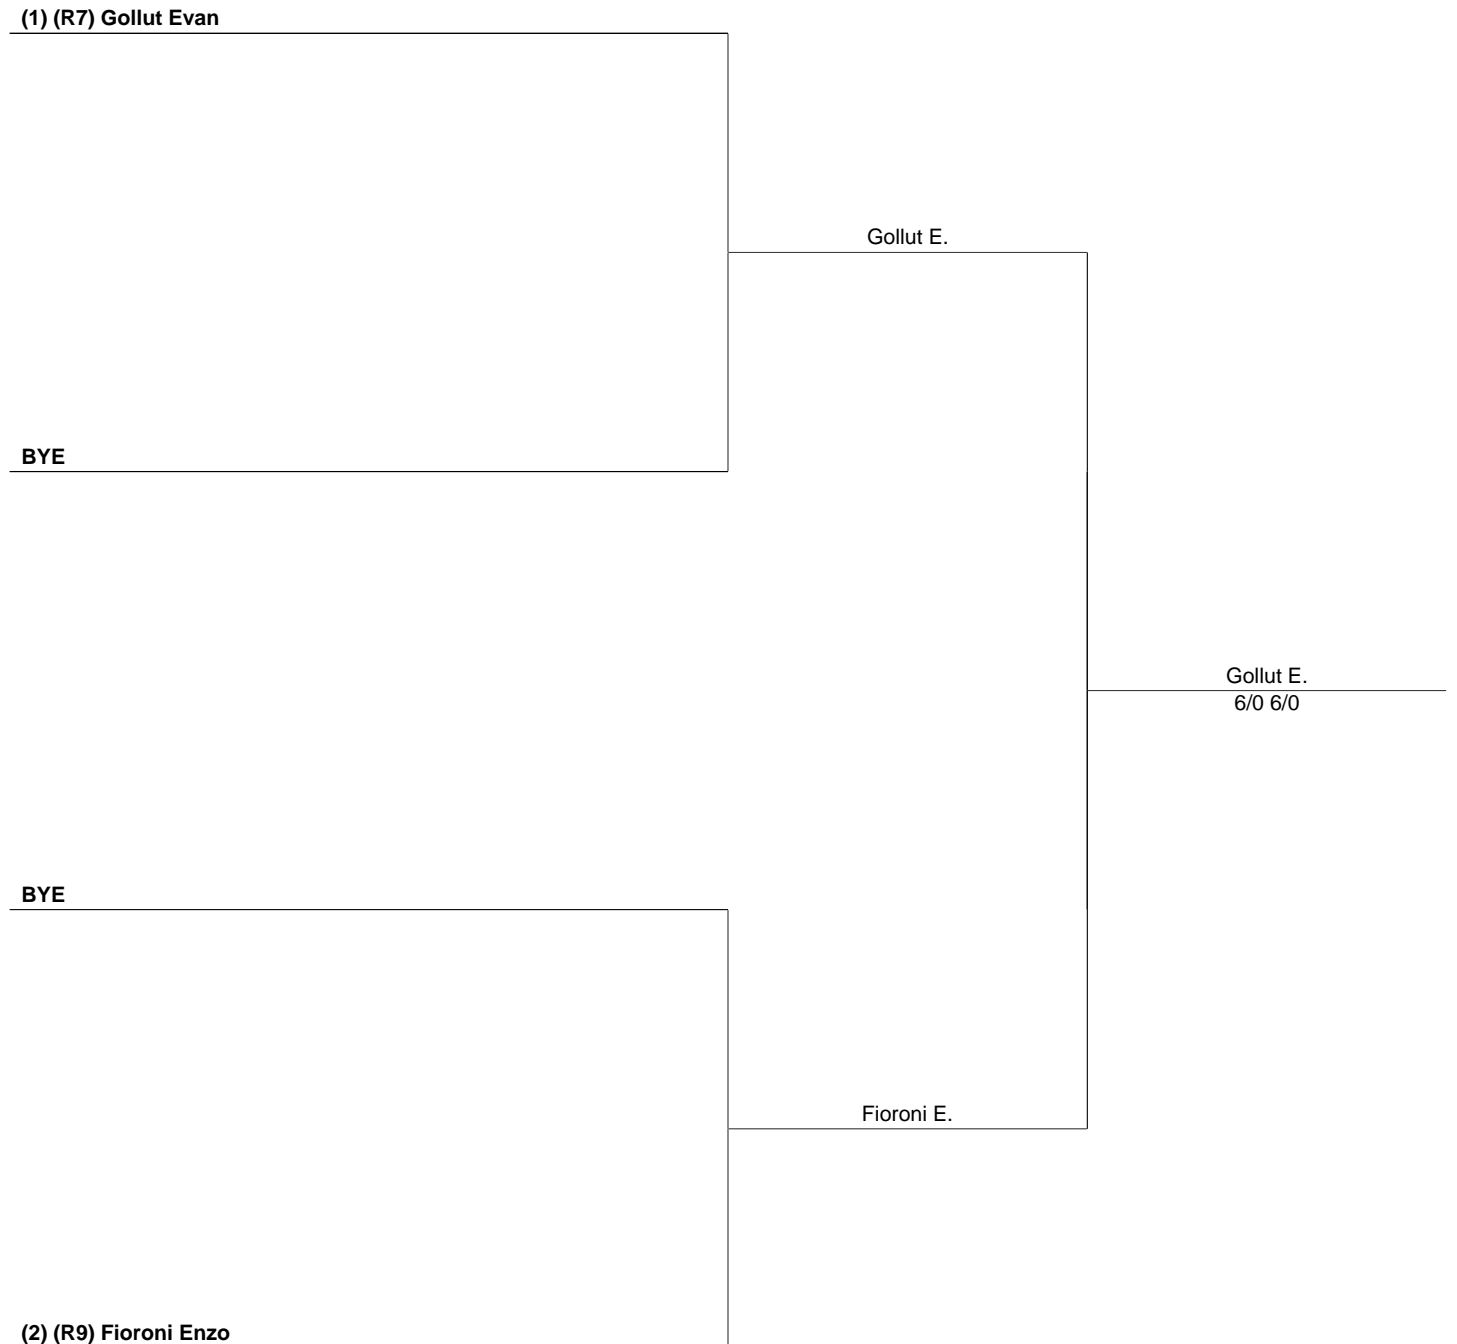 (1) (R7) Gollut Evan
Gollut E.
BYE
Gollut E.
6/0 6/0
BYE
Fioroni E.
(2) (R9) Fioroni Enzo